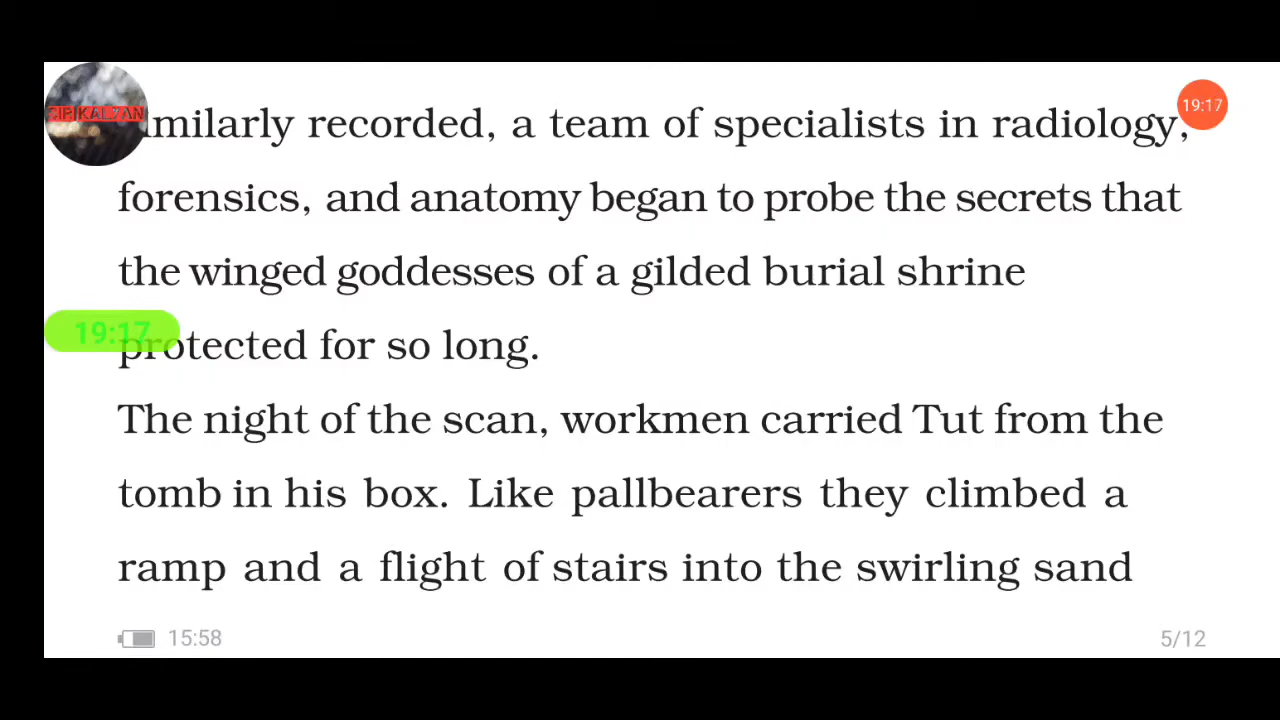 imilarly recorded, a team of specialists in radiology,
19:17
forensics, and anatomy began to probe the secrets that
the winged goddesses of a gilded burial shrine
19:17
protected for so long.
The night of the scan, workmen carried Tut from the
tomb in his box. Like pallbearers they climbed a
ramp and a flight of stairs into the swirling sand
15:58
5/12